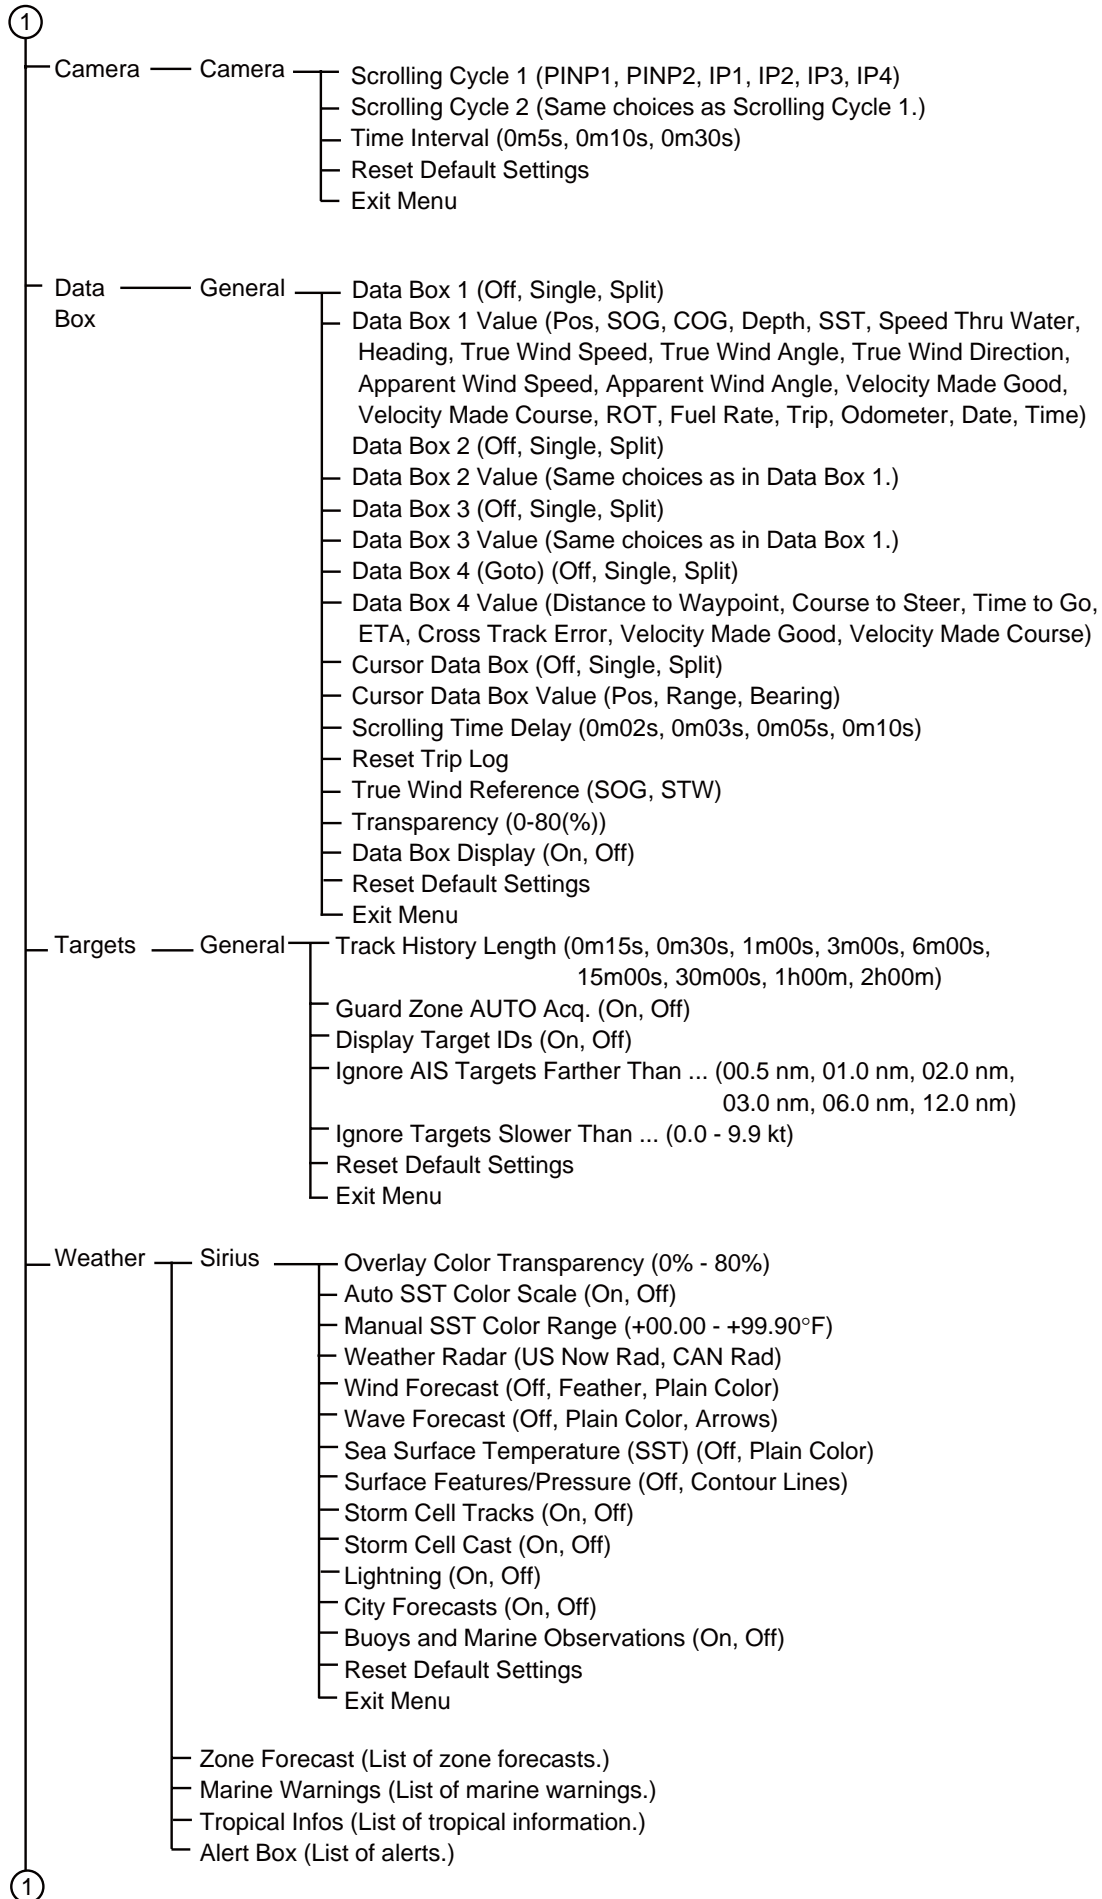 1
Camera Camera Scrolling Cycle 1 (PINP1, PINP2, IP1, IP2, IP3, IP4)
Scrolling Cycle 2 (Same choices as Scrolling Cycle 1.)
Time Interval (0m5s, 0m10s, 0m30s)
Reset Default Settings
Exit Menu
Data General Data Box 1 (Off, Single, Split)
Box Data Box 1 Value (Pos, SOG, COG, Depth, SST, Speed Thru Water,
Heading, True Wind Speed, True Wind Angle, True Wind Direction,
Apparent Wind Speed, Apparent Wind Angle, Velocity Made Good,
Velocity Made Course, ROT, Fuel Rate, Trip, Odometer, Date, Time)
Data Box 2 (Off, Single, Split)
Data Box 2 Value (Same choices as in Data Box 1.)
Data Box 3 (Off, Single, Split)
Data Box 3 Value (Same choices as in Data Box 1.)
Data Box 4 (Goto) (Off, Single, Split)
Data Box 4 Value (Distance to Waypoint, Course to Steer, Time to Go,
ETA, Cross Track Error, Velocity Made Good, Velocity Made Course)
Cursor Data Box (Off, Single, Split)
Cursor Data Box Value (Pos, Range, Bearing)
Scrolling Time Delay (0m02s, 0m03s, 0m05s, 0m10s)
Reset Trip Log
True Wind Reference (SOG, STW)
Transparency (0-80(%))
Data Box Display (On, Off)
Reset Default Settings
Exit Menu
Targets General Track History Length (0m15s, 0m30s, 1m00s, 3m00s, 6m00s,
15m00s, 30m00s, 1h00m, 2h00m)
Guard Zone AUTO Acq. (On, Off)
Display Target IDs (On, Off)
Ignore AIS Targets Farther Than ... (00.5 nm, 01.0 nm, 02.0 nm,
03.0 nm, 06.0 nm, 12.0 nm)
Ignore Targets Slower Than ... (0.0 - 9.9 kt)
Reset Default Settings
Exit Menu
Weather Sirius Overlay Color Transparency (0% - 80%)
Auto SST Color Scale (On, Off)
Manual SST Color Range (+00.00 - +99.90°F)
Weather Radar (US Now Rad, CAN Rad)
Wind Forecast (Off, Feather, Plain Color)
Wave Forecast (Off, Plain Color, Arrows)
Sea Surface Temperature (SST) (Off, Plain Color)
Surface Features/Pressure (Off, Contour Lines)
Storm Cell Tracks (On, Off)
Storm Cell Cast (On, Off)
Lightning (On, Off)
City Forecasts (On, Off)
Buoys and Marine Observations (On, Off)
Reset Default Settings
Exit Menu
Zone Forecast (List of zone forecasts.)
Marine Warnings (List of marine warnings.)
Tropical Infos (List of tropical information.)
Alert Box (List of alerts.)
1